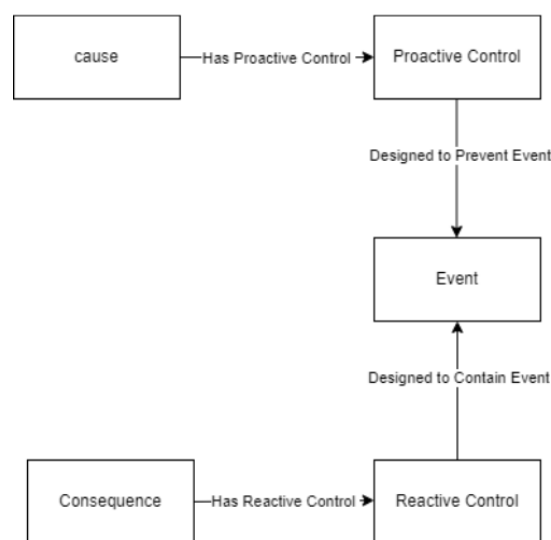 cause
Has Proactive Control
Proactive Control
Designed to Prevent Event
Event
Designed to Contain Event
Consequence
Has Reactive Control
Reactive Control